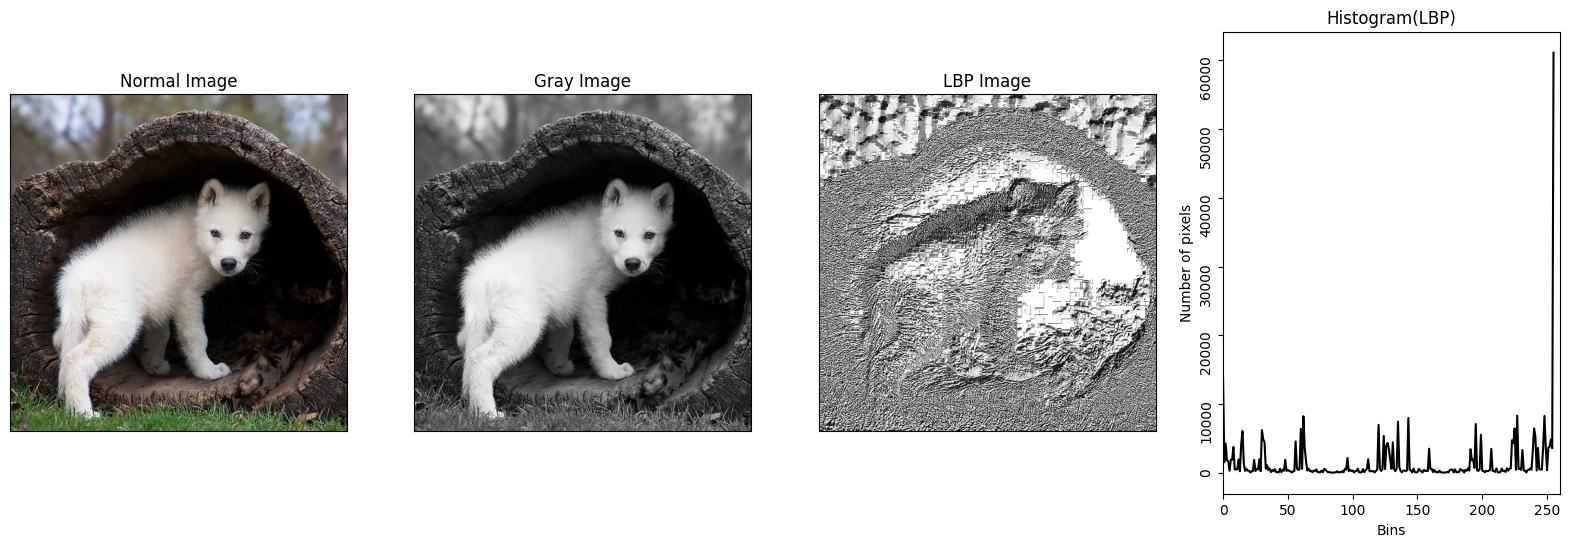 Normal Image
Gray Image
LBP Image
Histogram(LBP)
Number of pixels
60000
50000
40000
30000
20000
10000
0
0 50 100 150 200 250
Bins